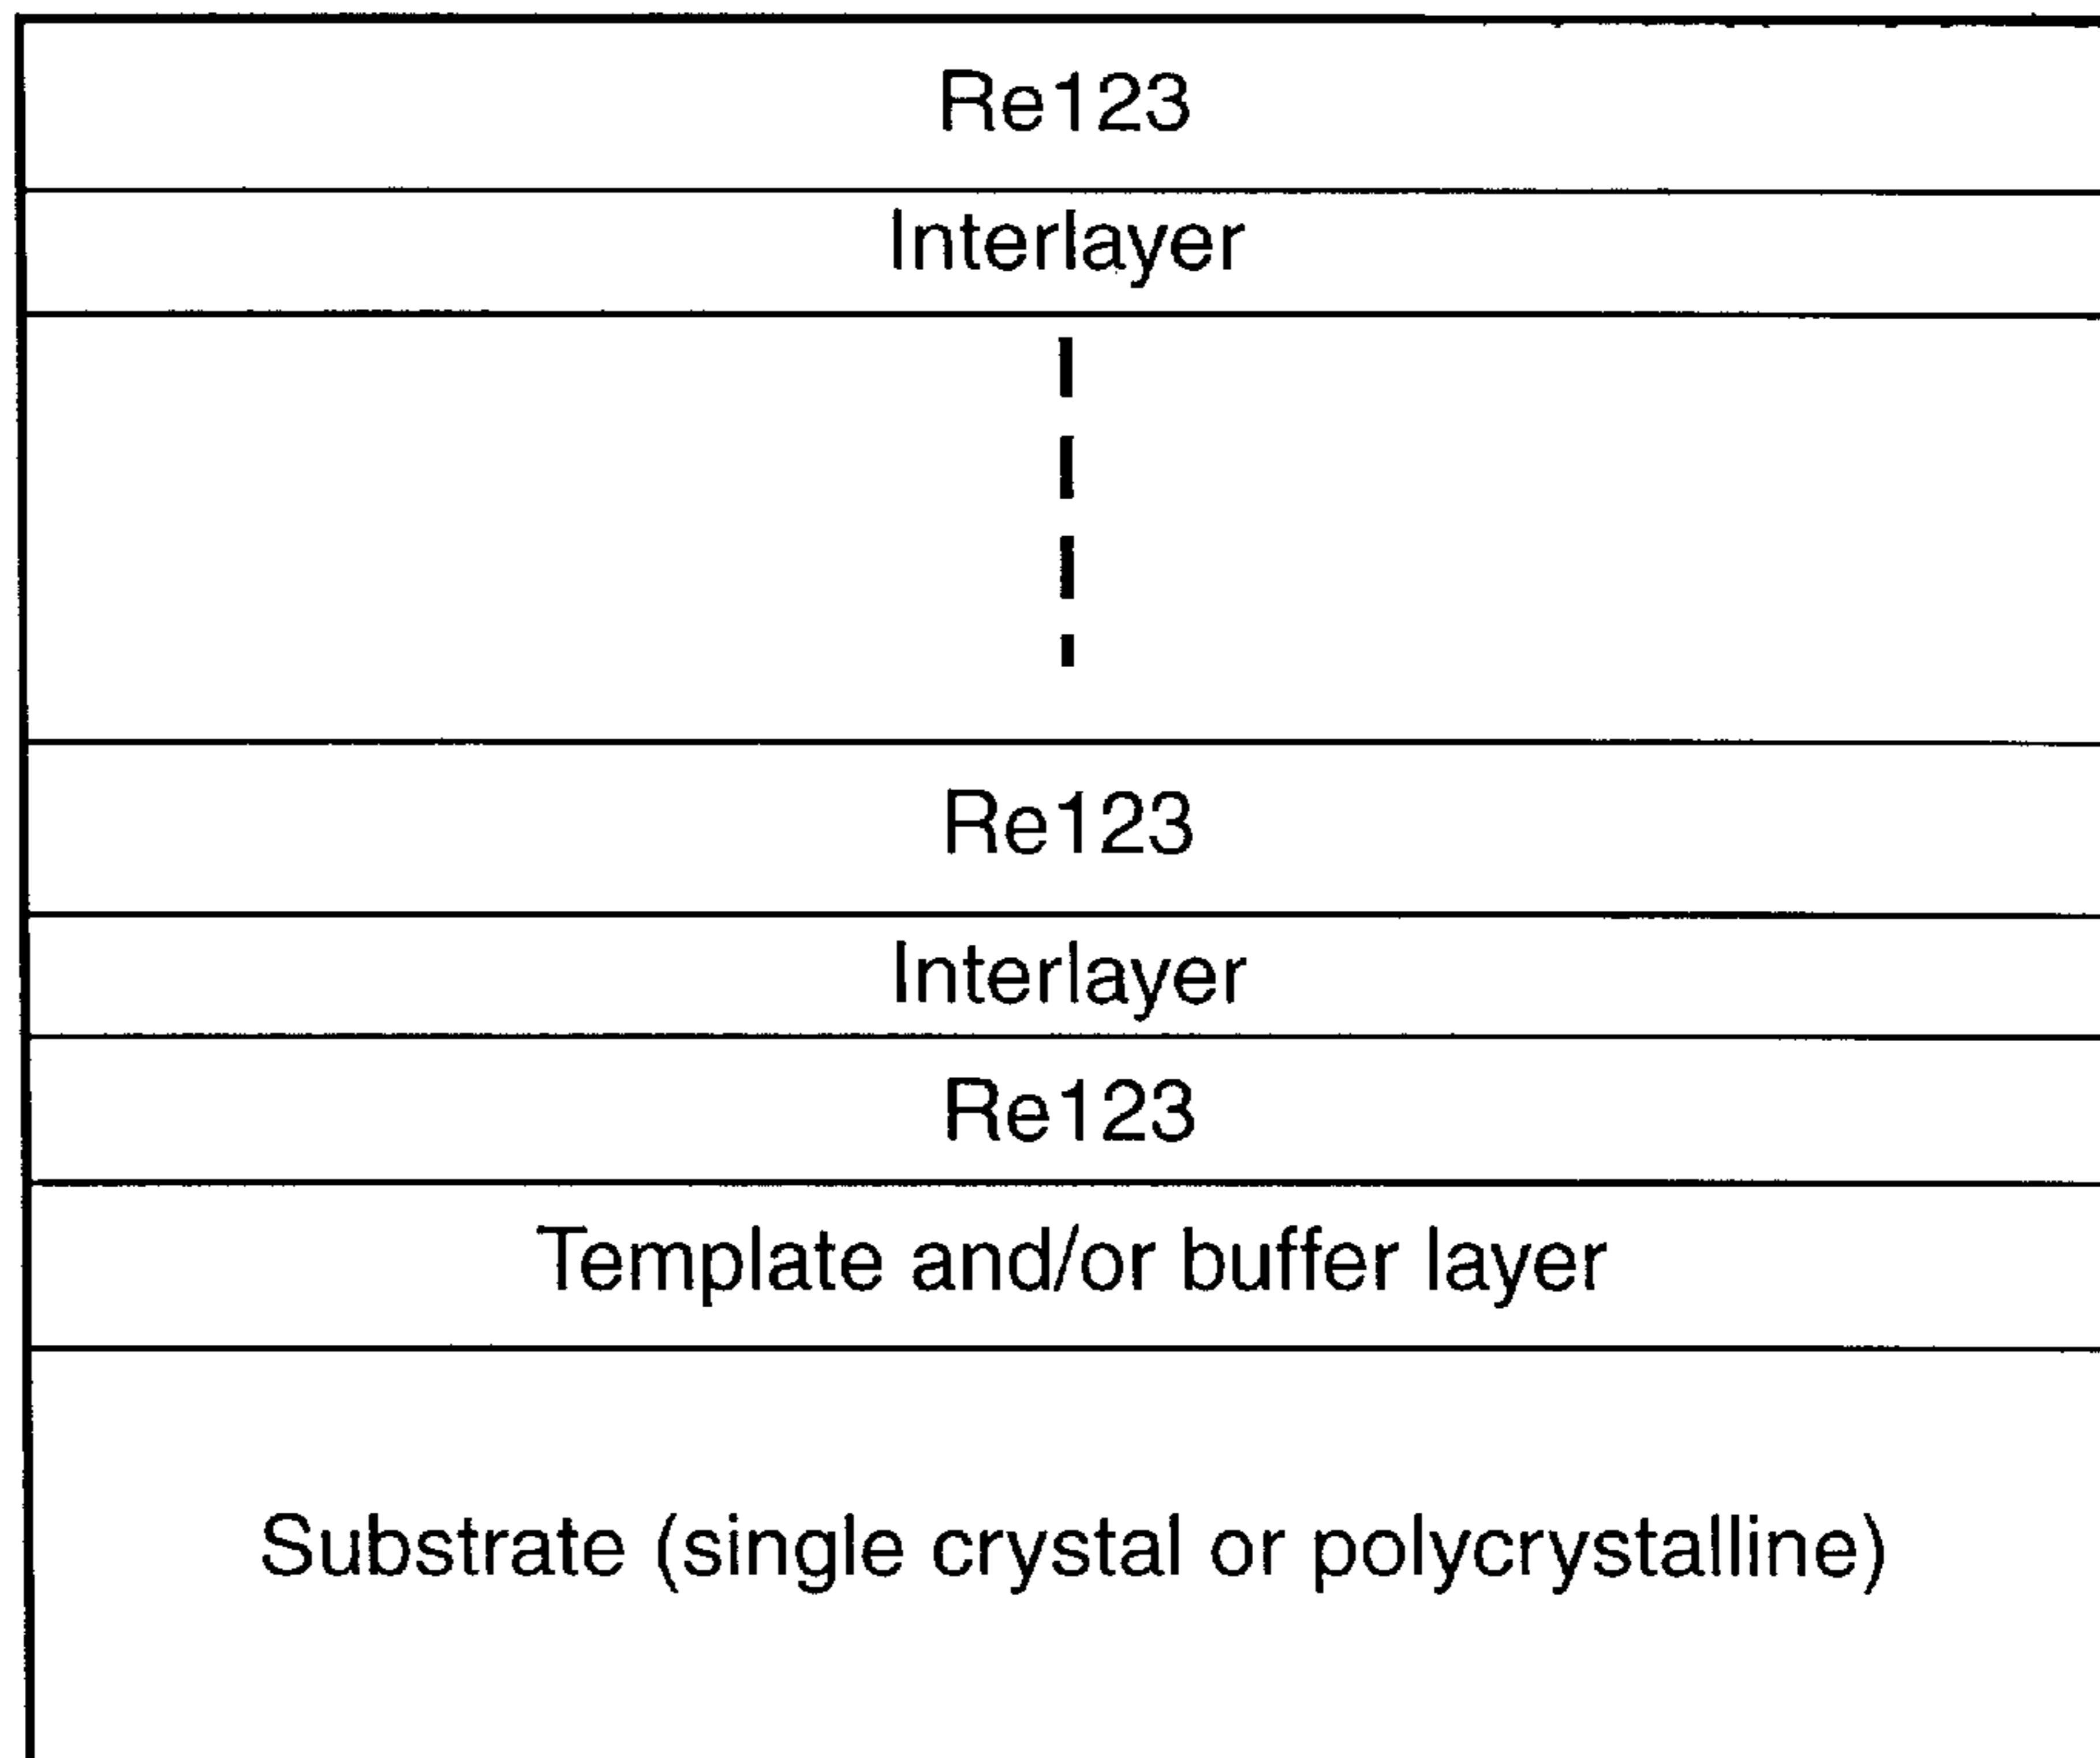 Re123
Interlayer
Re123
Interlayer
Re123
Template and/or buffer layer
Substrate (single crystal or polycrystalline)